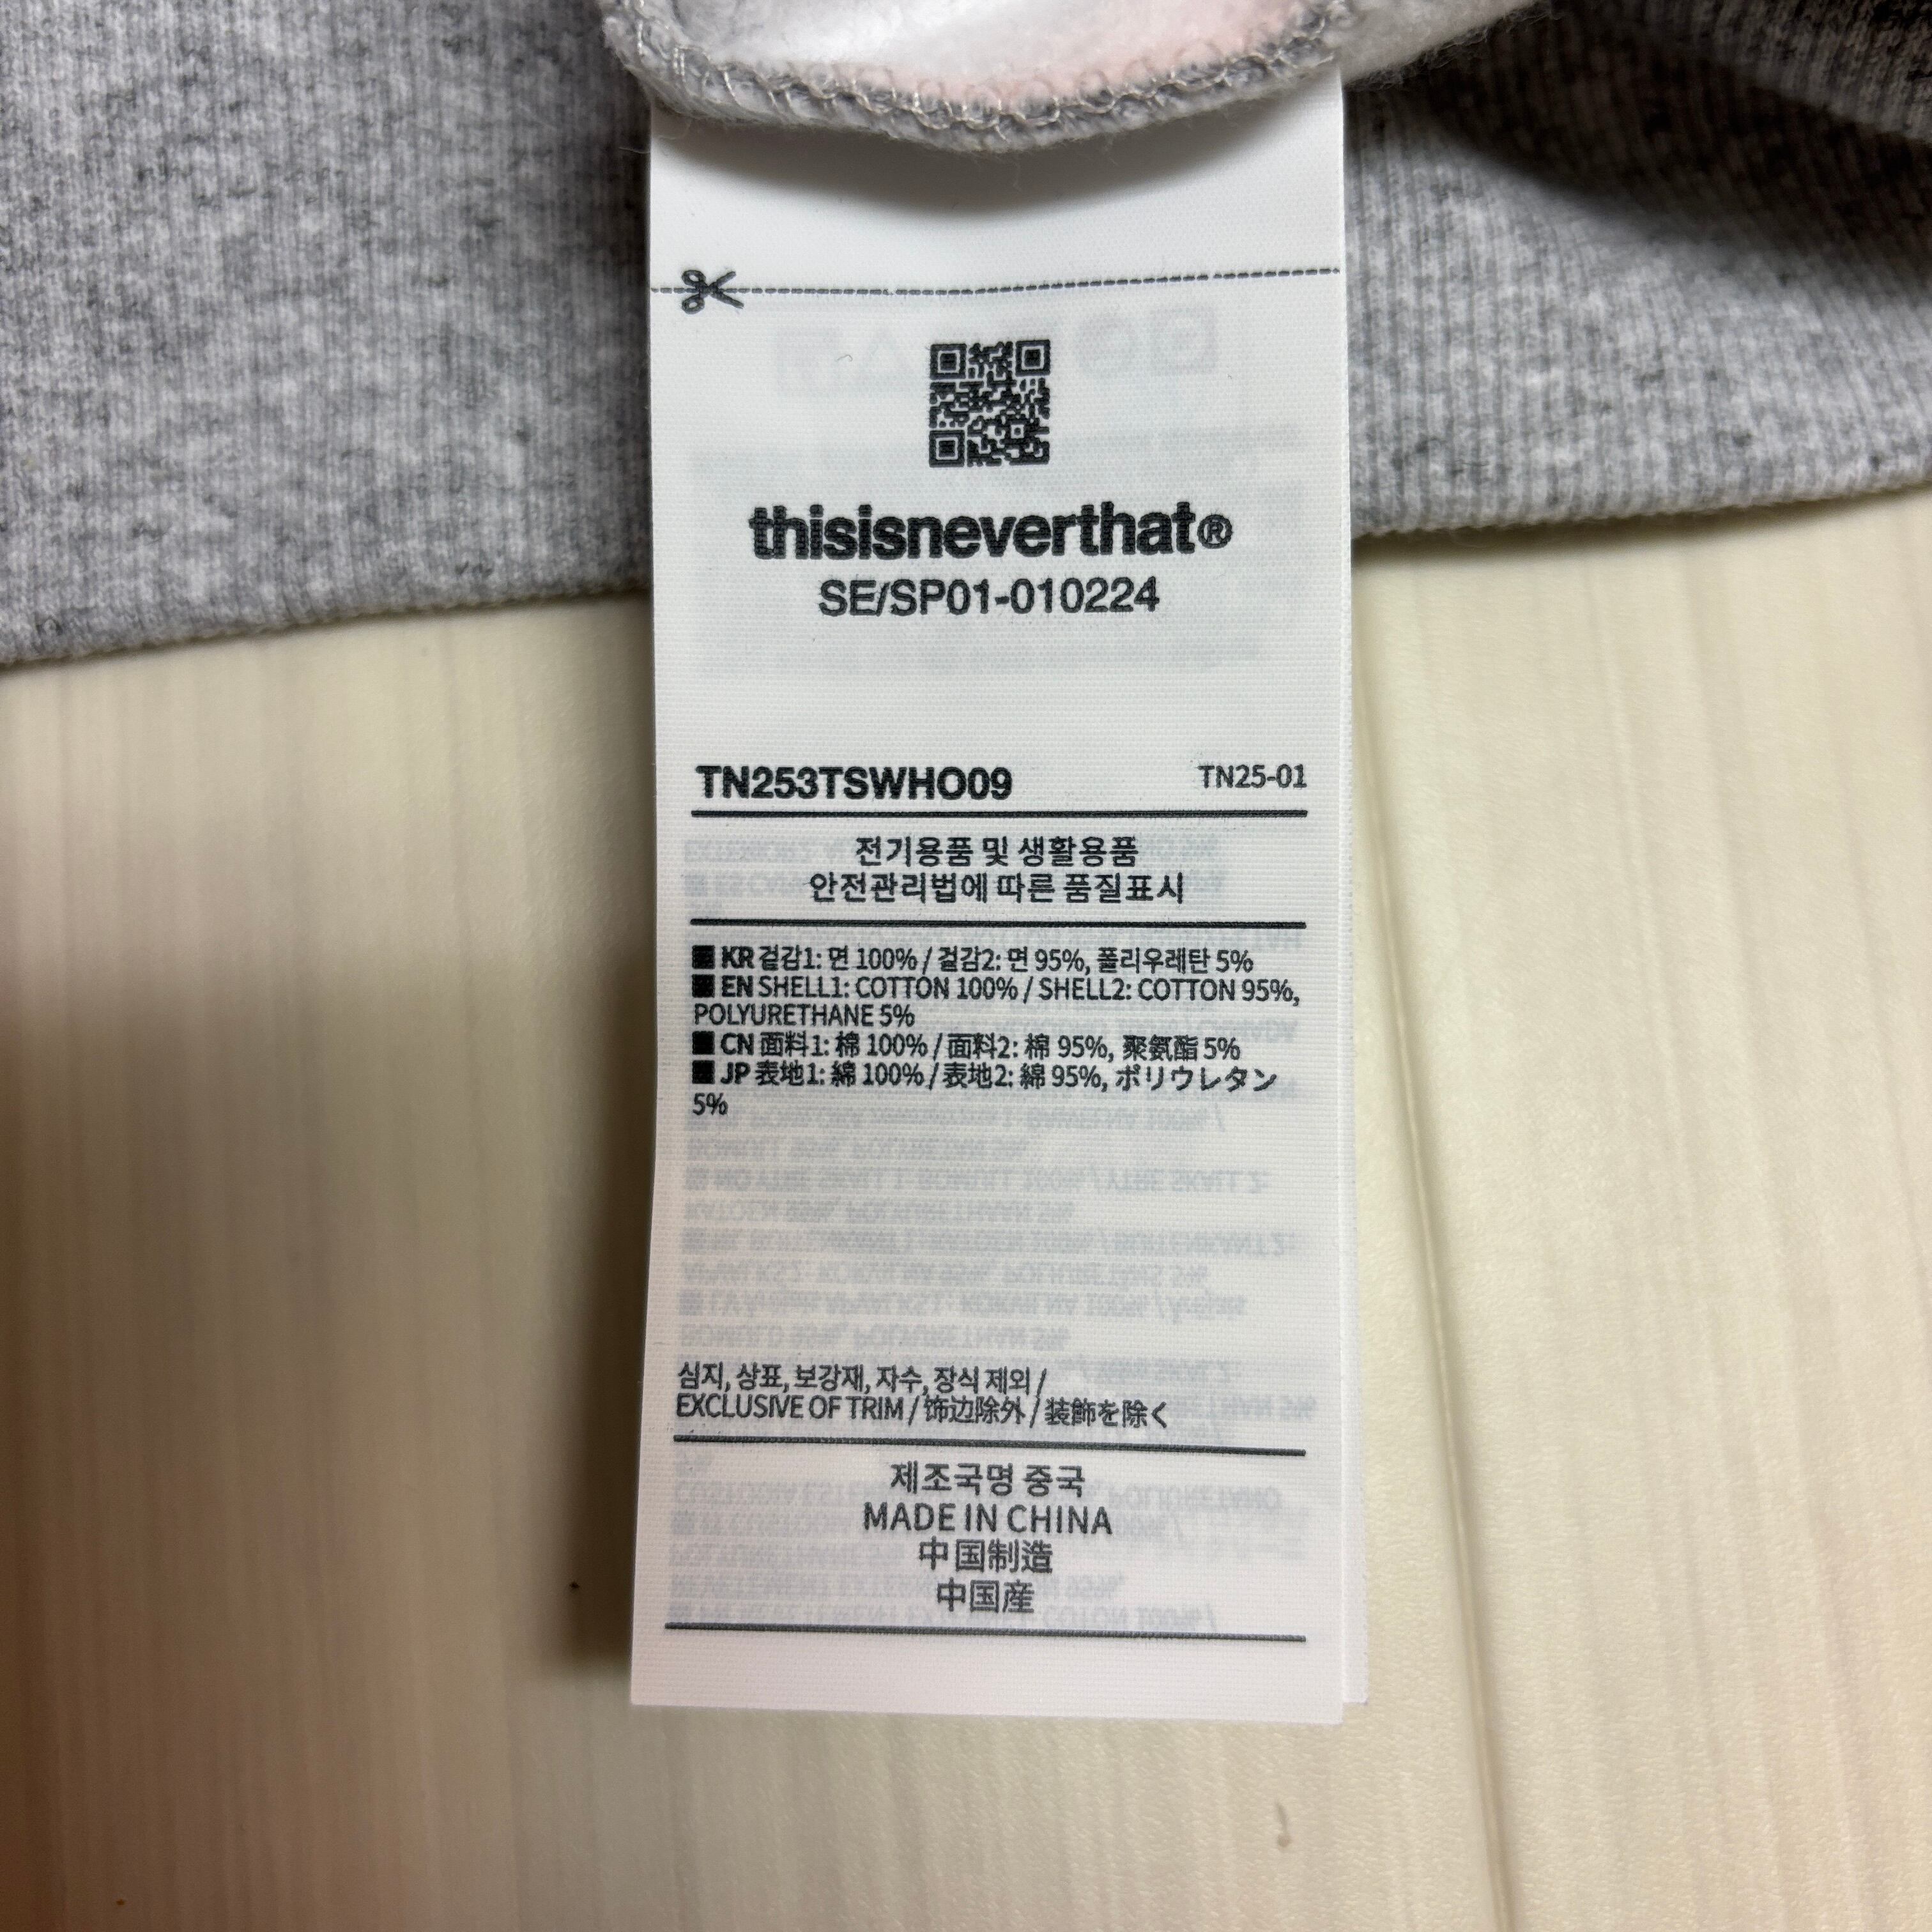 thisisneverthat®
SE/SP01-010224
TN253TSWHO09 TN25-01
전기용품 및 생활용품
안전관리법에 따른 품질표시
■ KR 겉감1: 면 100% / 겉감2: 면 95%, 폴리우레탄 5%
■ EN SHELL1: COTTON 100% / SHELL2: COTTON 95%,
POLYURETHANE 5%
■ CN 面料1: 棉 100% / 面料2: 棉 95%, 聚氨酯 5%
■ JP 表地1: 綿 100% / 表地2: 綿 95%, ポリウレタン
5%
심지, 상표, 보강재, 자수, 장식 제외 /
EXCLUSIVE OF TRIM / 饰边除外 / 装飾を除く
제조국명 중국
MADE IN CHINA
中国制造
中国産